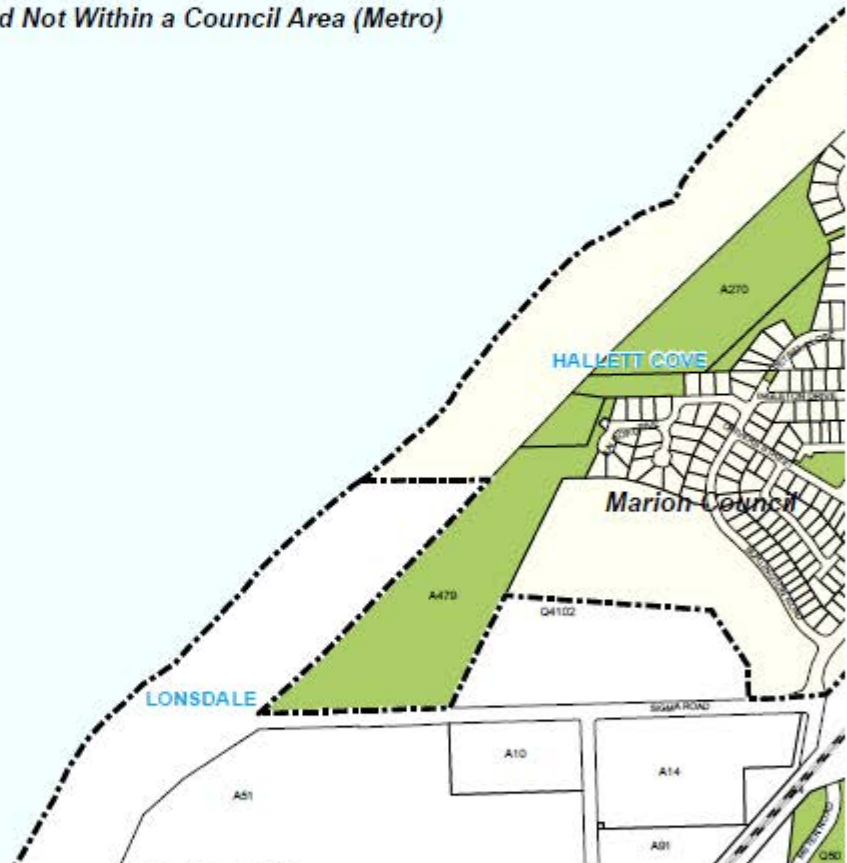 d Not Within a Council Area (Metro)
A270
HALLETT COVE
Marion Council
A479
Q4102
LONSDALE
SIGMA ROAD
A10
A14
A51
A91
Q50